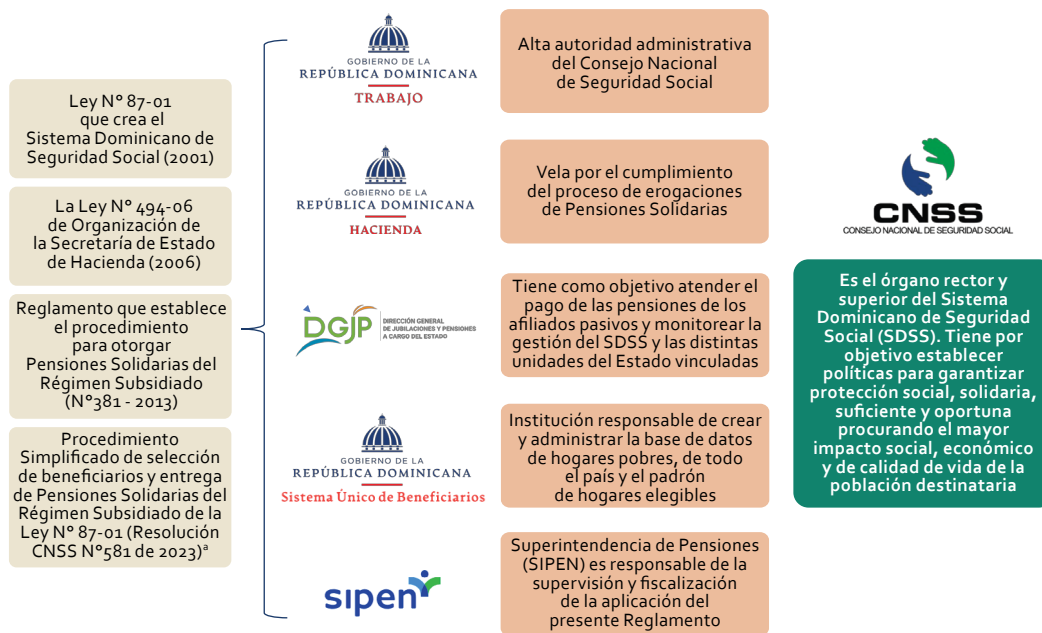 Ley N° 87-01
que crea el
Sistema Dominicano de
Seguridad Social (2001)
La Ley N° 494-06
de Organización de
la Secretaría de Estado
de Hacienda (2006)
Reglamento que establece
el procedimiento
para otorgar
Pensiones Solidarias del
Régimen Subsidiado
(N°381 - 2013)
Procedimiento
Simplificado de selección
de beneficiarios y entrega
de Pensiones Solidarias del
Régimen Subsidiado de la
Ley N° 87-01 (Resolución
CNSS N°581 de 2023)ª
GOBIERNO DE LA
REPÚBLICA DOMINICANA
TRABAJO
Alta autoridad administrativa
del Consejo Nacional
de Seguridad Social
GOBIERNO DE LA
REPÚBLICA DOMINICANA
HACIENDA
Vela por el cumplimiento
del proceso de erogaciones
de Pensiones Solidarias
DGJP
DIRECCIÓN GENERAL
DE JUBILACIONES Y PENSIONES
A CARGO DEL ESTADO
Tiene como objetivo atender el
pago de las pensiones de los
afiliados pasivos y monitorear la
gestión del SDSS y las distintas
unidades del Estado vinculadas
GOBIERNO DE LA
REPÚBLICA DOMINICANA
Sistema Único de Beneficiarios
Institución responsable de crear
y administrar la base de datos
de hogares pobres, de todo
el país y el padrón
de hogares elegibles
sipen
Superintendencia de Pensiones
(SIPEN) es responsable de la
supervisión y fiscalización
de la aplicación del
presente Reglamento
CNSS
CONSEJO NACIONAL DE SEGURIDAD SOCIAL
Es el órgano rector y
superior del Sistema
Dominicano de Seguridad
Social (SDSS). Tiene por
objetivo establecer
políticas para garantizar
protección social, solidaria,
suficiente y oportuna
procurando el mayor
impacto social, económico
y de calidad de vida de la
población destinataria